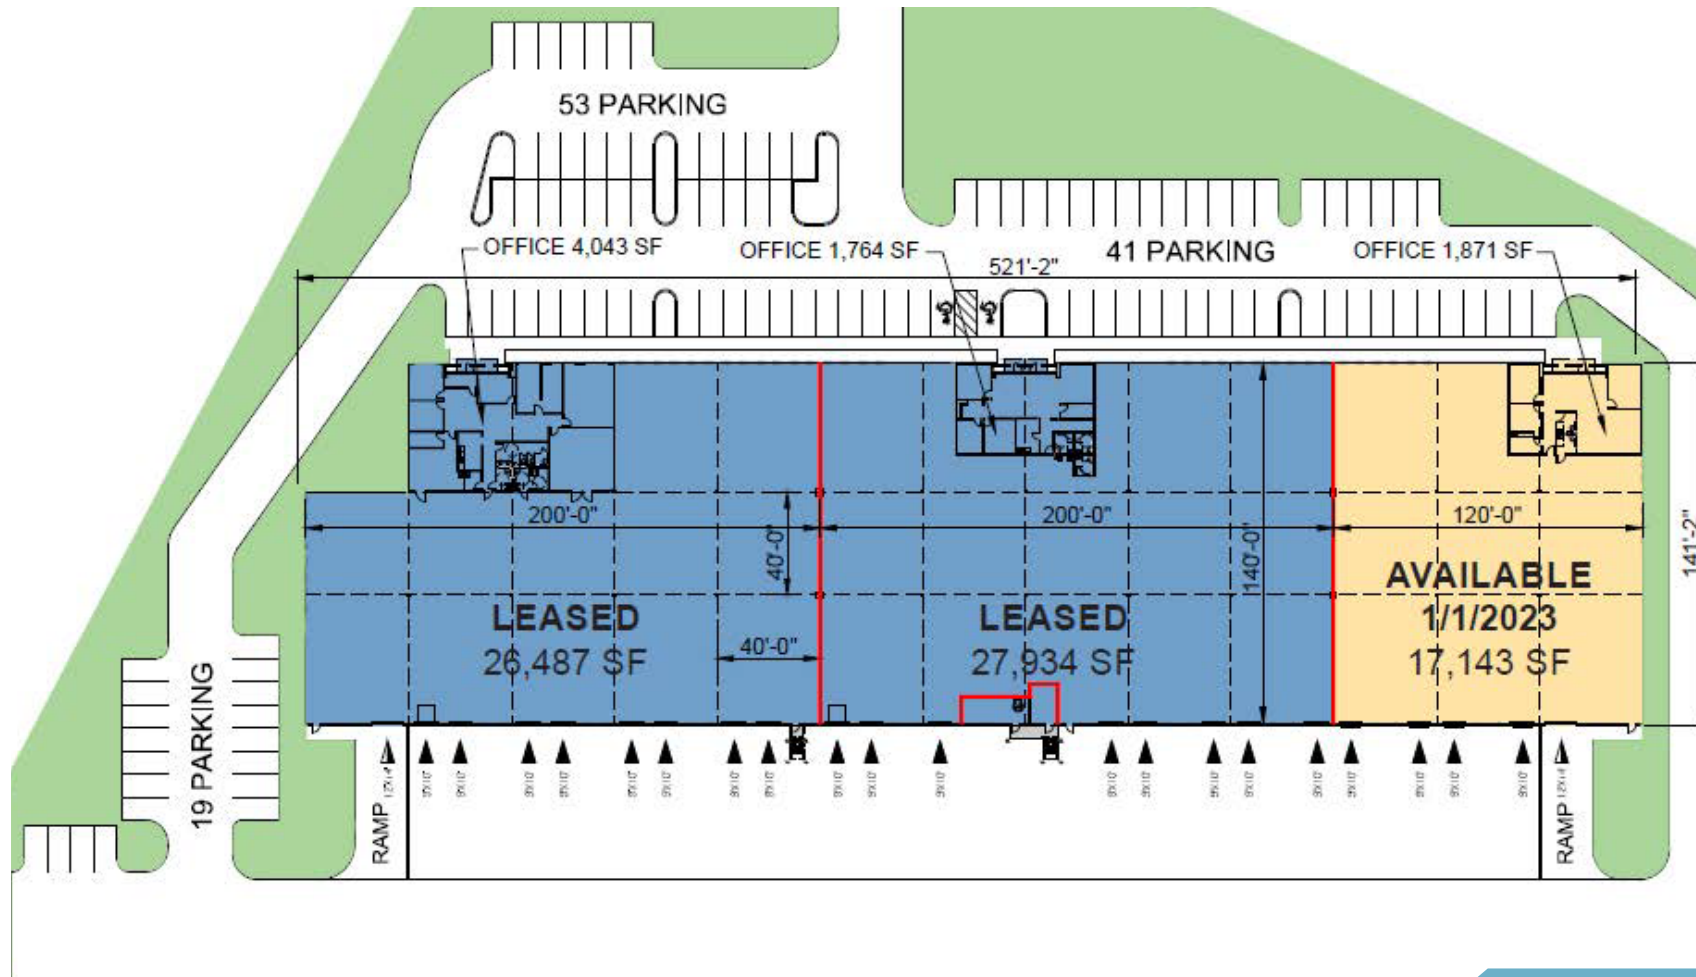 53 PARKING
OFFICE 4,043 SF
OFFICE 1,764 SF
41 PARKING
OFFICE 1,871 SF
521'-2"
200'-0"
200'-0"
120'-0"
40'-0"
140'-0"
141'-2"
LEASED
26,487 SF
40'-0"
LEASED
27,934 SF
AVAILABLE
1/1/2023
17,143 SF
19 PARKING
RAMP
RAMP